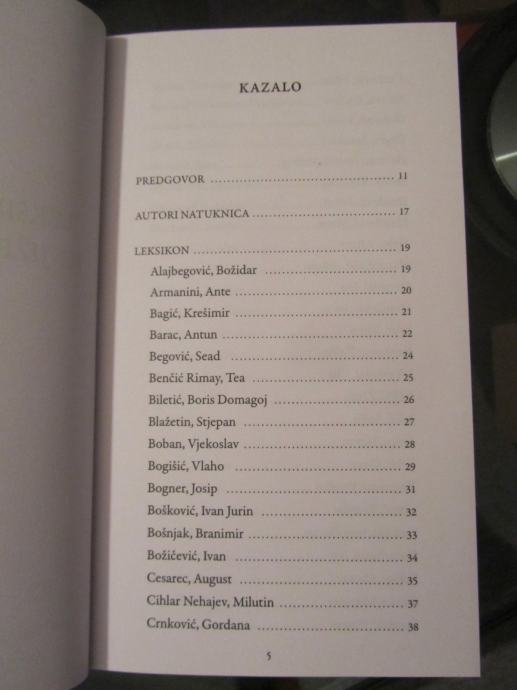 KAZALO
PREDGOVOR ........................................ 11
AUTORI NATUKNICA ............................... 17
LEKSIKON ............................................. 19
Alajbegović, Božidar ............................. 19
Armanini, Ante .................................... 20
Bagić, Krešimir .................................... 21
Barac, Antun ....................................... 22
Begović, Sead ...................................... 24
Benčić Rimay, Tea ................................ 25
Biletić, Boris Domagoj .......................... 26
Blažetin, Stjepan .................................. 27
Boban, Vjekoslav .................................. 28
Bogišić, Vlaho ...................................... 29
Bogner, Josip ....................................... 31
Bošković, Ivan Jurin ............................. 32
Bošnjak, Branimir ................................. 33
Božićević, Ivan ..................................... 34
Cesarec, August .................................... 35
Cihlar Nehajev, Milutin ......................... 37
Crnković, Gordana ................................ 38
5